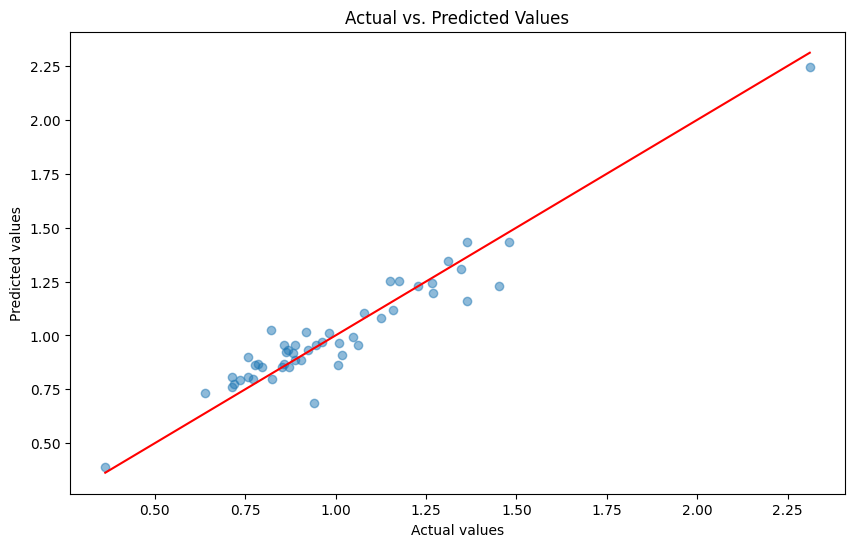 Actual vs. Predicted Values
Predicted values
2.25
2.00
1.75
1.50
1.25
1.00
0.75
0.50
0.50 0.75 1.00 1.25 1.50 1.75 2.00 2.25
Actual values